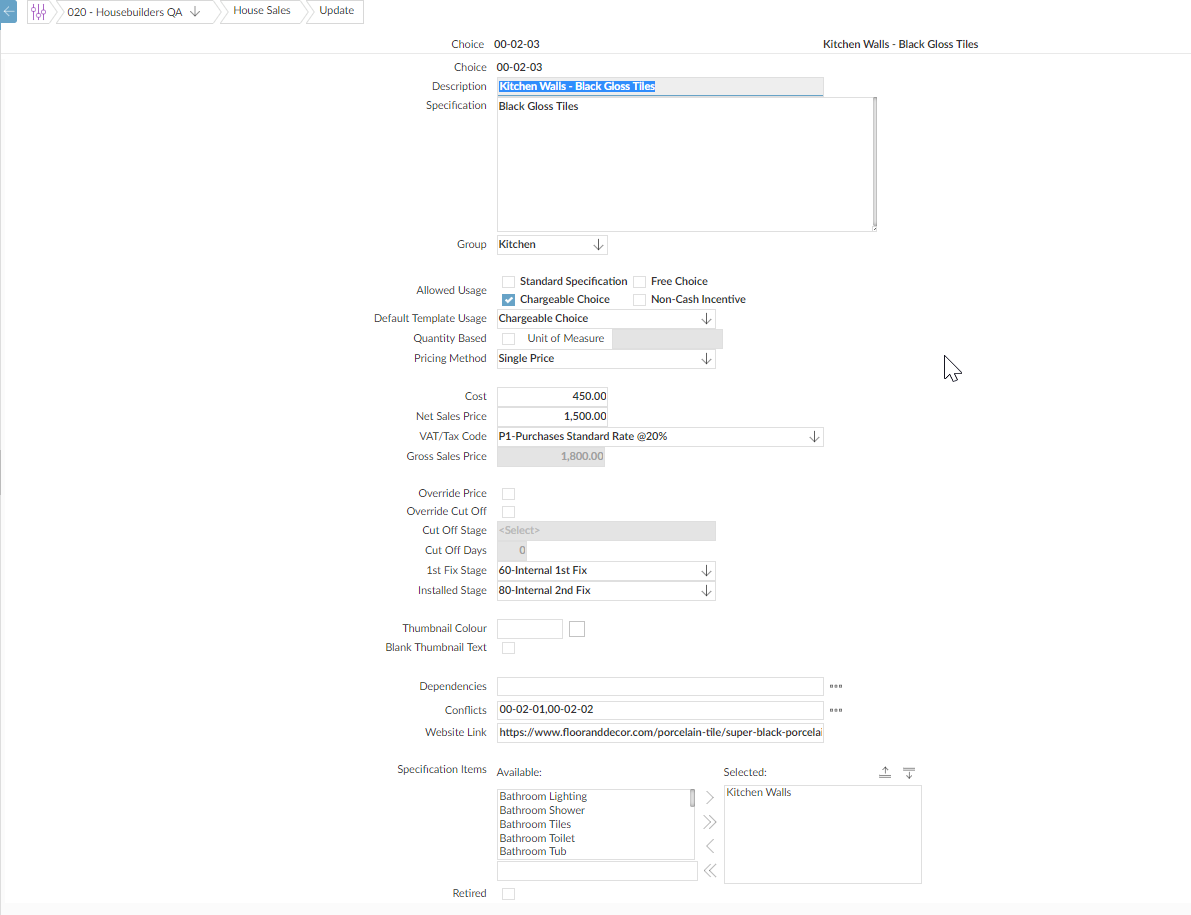 020 - Housebuilders QA House Sales Update
Choice 00-02-03 Kitchen Walls - Black Gloss Tiles
Choice 00-02-03
Description Kitchen Walls - Black Gloss Tiles
Specification Black Gloss Tiles
Group Kitchen
Allowed Usage
Standard Specification Free Choice
Chargeable Choice Non-Cash Incentive
Default Template Usage Chargeable Choice
Quantity Based Unit of Measure
Pricing Method Single Price
Cost 450.00
Net Sales Price 1,500.00
VAT/Tax Code P1-Purchases Standard Rate @20%
Gross Sales Price 1,800.00
Override Price
Override Cut Off
Cut Off Stage <Select>
Cut Off Days 0
1st Fix Stage 60-Internal 1st Fix
Installed Stage 80-Internal 2nd Fix
Thumbnail Colour
Blank Thumbnail Text
Dependencies
Conflicts 00-02-01,00-02-02
Website Link https://www.flooranddecor.com/porcelain-tile/super-black-porcelai
Specification Items Available: Selected:
Bathroom Lighting Kitchen Walls
Bathroom Shower
Bathroom Tiles
Bathroom Toilet
Bathroom Tub
Retired